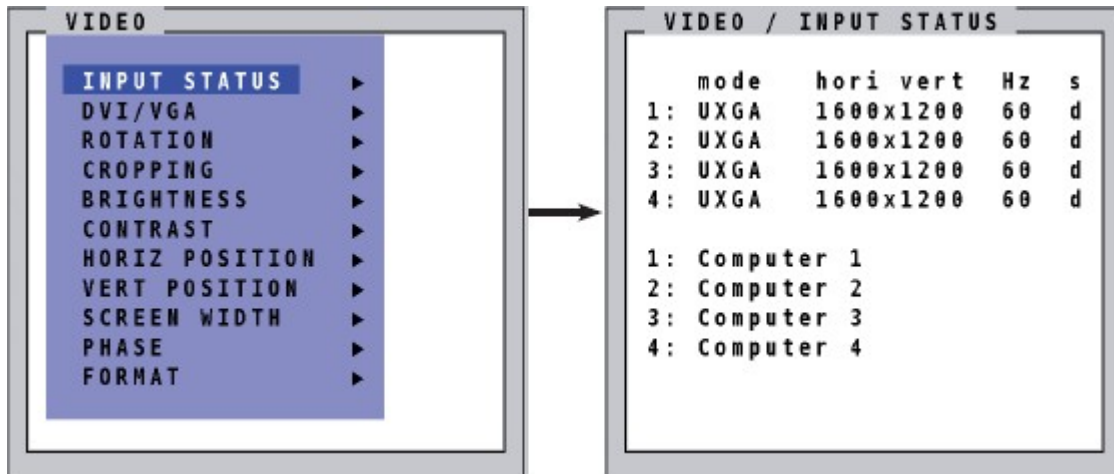 VIDEO
INPUT STATUS ▶
DVI/VGA ▶
ROTATION ▶
CROPPING ▶
BRIGHTNESS ▶
CONTRAST ▶
HORIZ POSITION ▶
VERT POSITION ▶
SCREEN WIDTH ▶
PHASE ▶
FORMAT ▶
VIDEO / INPUT STATUS
mode hori vert Hz s
1: UXGA 1600x1200 60 d
2: UXGA 1600x1200 60 d
3: UXGA 1600x1200 60 d
4: UXGA 1600x1200 60 d
1: Computer 1
2: Computer 2
3: Computer 3
4: Computer 4